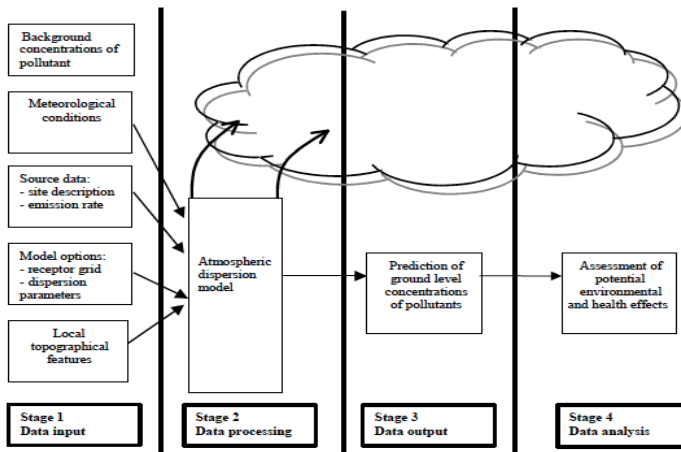 Background
concentrations of
pollutant
Meteorological
conditions
Source data:
- site description
- emission rate
Model options:
- receptor grid
- dispersion
parameters
Local
topographical
features
Atmospheric
dispersion
model
Prediction of
ground level
concentrations
of pollutants
Assessment of
potential
environmental
and health effects
Stage 1
Data input
Stage 2
Data processing
Stage 3
Data output
Stage 4
Data analysis